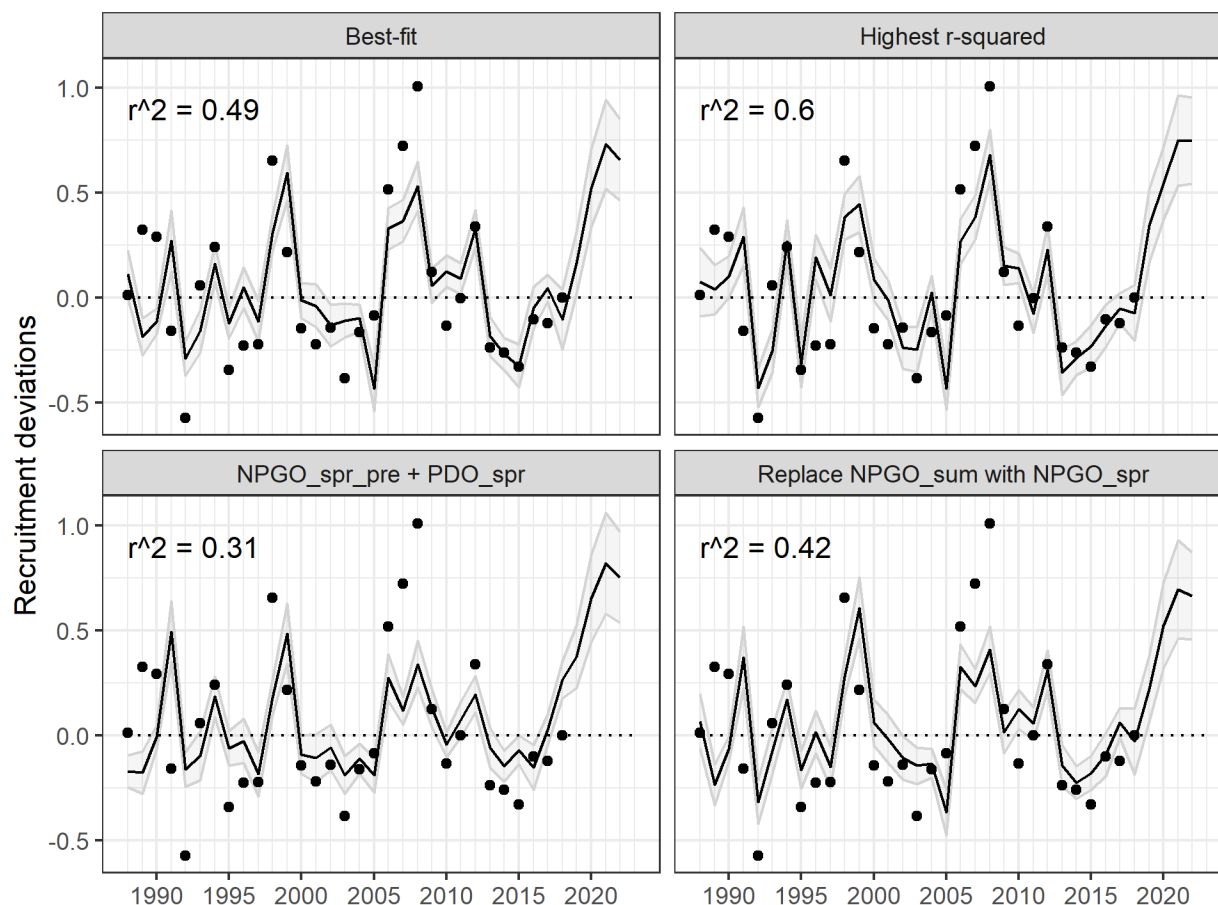 Best-fit
Highest r-squared
r^2 = 0.49
r^2 = 0.6
1.0
0.5
0.0
-0.5
NPGO_spr_pre + PDO_spr
Replace NPGO_sum with NPGO_spr
r^2 = 0.31
r^2 = 0.42
1.0
0.5
0.0
-0.5
1990 1995 2000 2005 2010 2015 2020
1990 1995 2000 2005 2010 2015 2020
Recruitment deviations